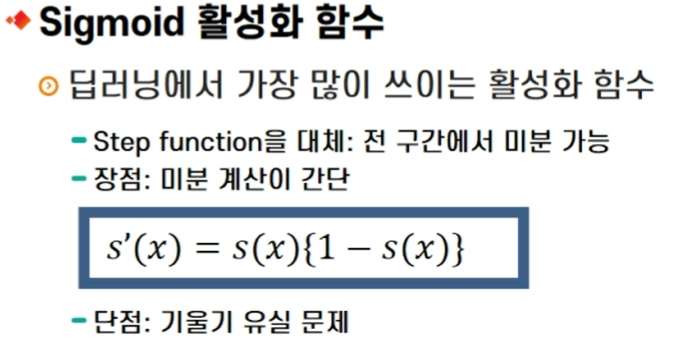 Sigmoid 활성화 함수
딥러닝에서 가장 많이 쓰이는 활성화 함수
- Step function을 대체: 전 구간에서 미분 가능
- 장점: 미분 계산이 간단
s’(x) = s(x){1 − s(x)}
- 단점: 기울기 유실 문제